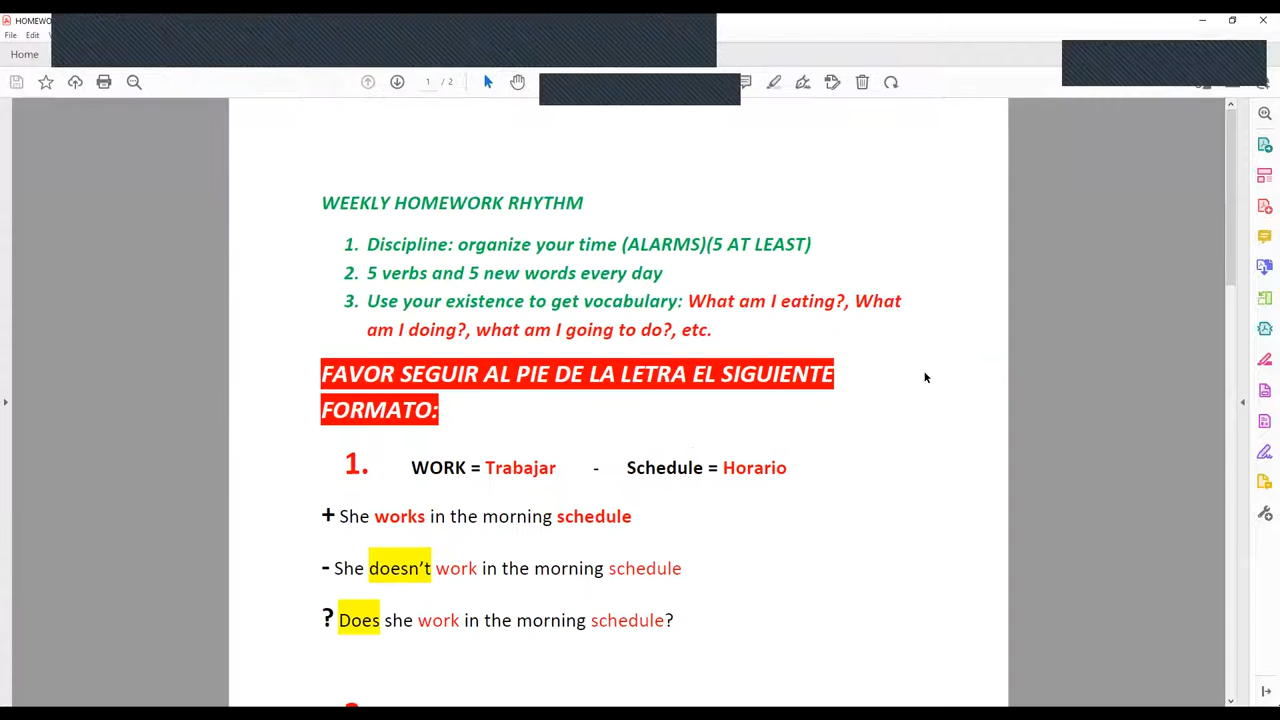 HOMEWO
File Edit
Home
1 / 2
WEEKLY HOMEWORK RHYTHM
1. Discipline: organize your time (ALARMS)(5 AT LEAST)
2. 5 verbs and 5 new words every day
3. Use your existence to get vocabulary: What am I eating?, What
am I doing?, what am I going to do?, etc.
FAVOR SEGUIR AL PIE DE LA LETRA EL SIGUIENTE
FORMATO:
1. WORK = Trabajar - Schedule = Horario
+ She works in the morning schedule
- She doesn't work in the morning schedule
? Does she work in the morning schedule?